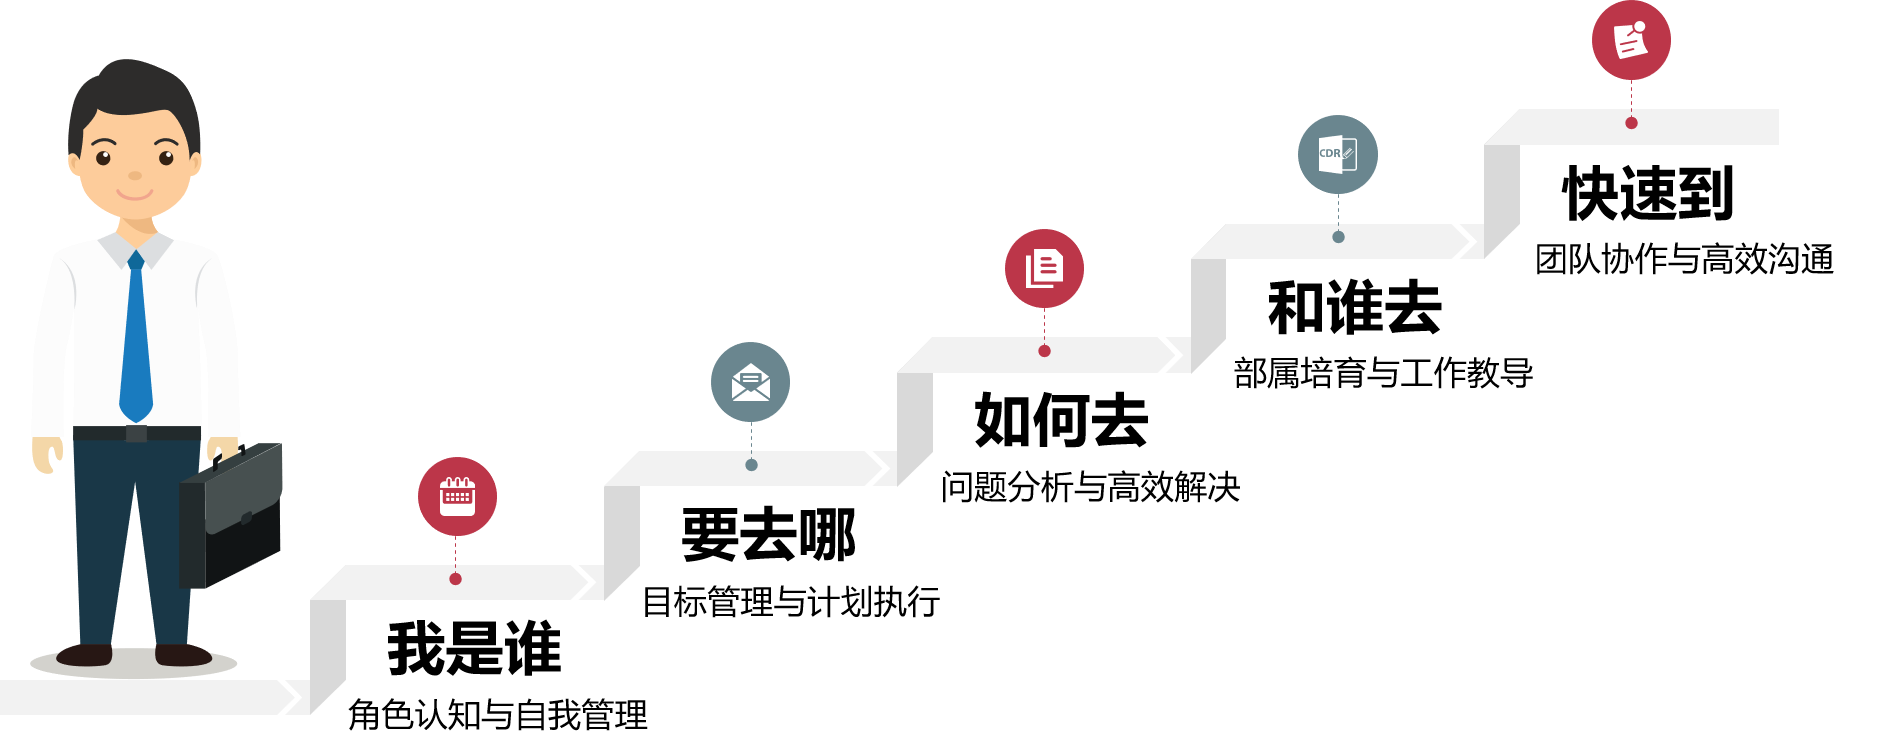 我是谁
角色认知与自我管理
要去哪
目标管理与计划执行
如何去
问题分析与高效解决
CDR
和谁去
部属培育与工作教导
快速到
团队协作与高效沟通